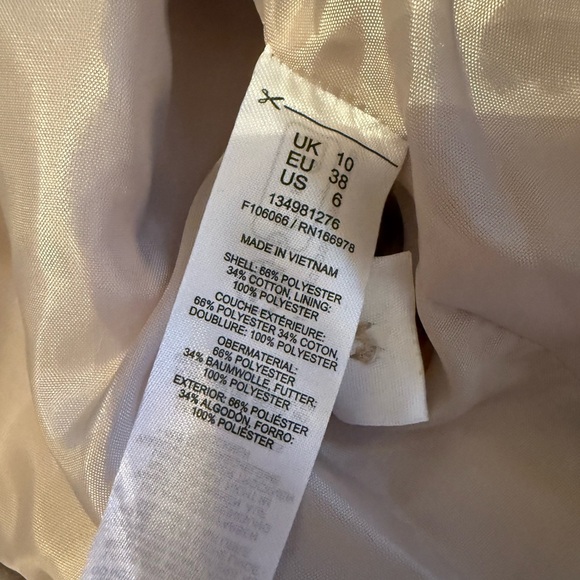 UK 10
EU 38
US 6
134981276
F106066 / RN166978
MADE IN VIETNAM
SHELL: 66% POLYESTER
34% COTTON, LINING:
100% POLYESTER
COUCHE EXTÉRIEURE:
66% POLYESTER 34% COTON,
DOUBLURE: 100% POLYESTER
OBERMATERIAL:
66% POLYESTER
34% BAUMWOLLE, FUTTER:
100% POLYESTER
EXTERIOR: 66% POLIÉSTER
34% ALGODÓN, FORRO:
100% POLIÉSTER